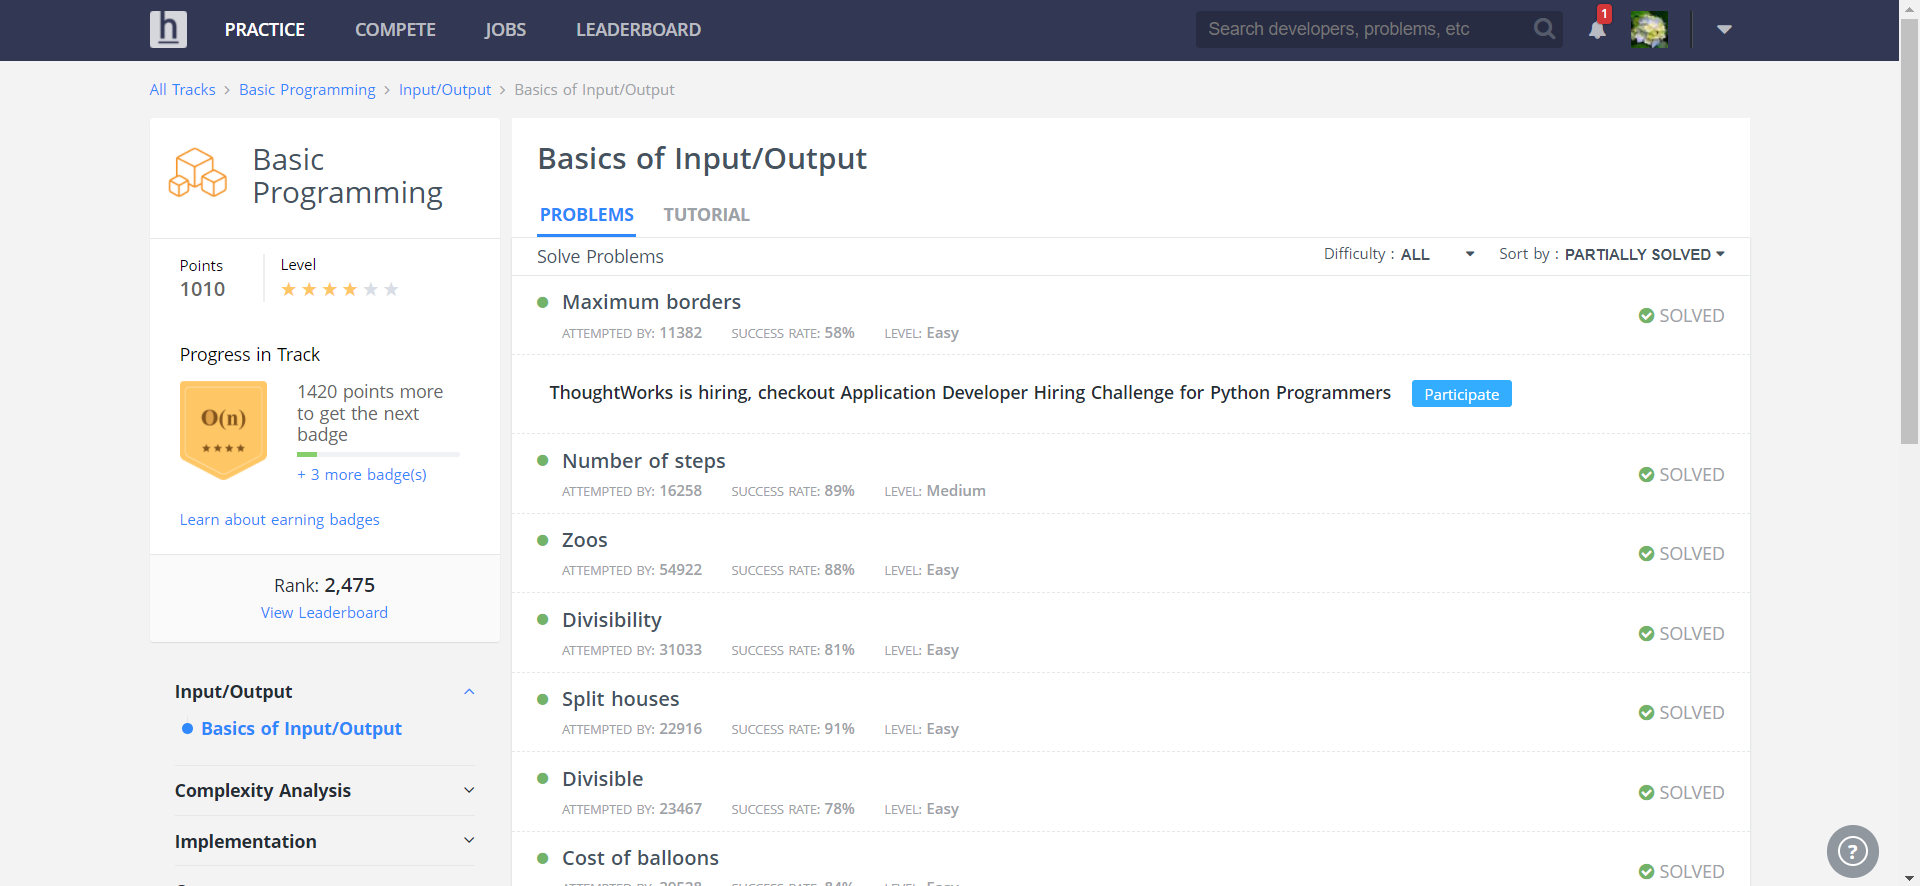 h PRACTICE COMPETE JOBS LEADERBOARD Search developers, problems, etc 1
All Tracks > Basic Programming > Input/Output > Basics of Input/Output
Basic
Programming
Points
1010
Level
Progress in Track
O(n)
1420 points more
to get the next
badge
+ 3 more badge(s)
Learn about earning badges
Rank: 2,475
View Leaderboard
Input/Output
Basics of Input/Output
Complexity Analysis
Implementation
Basics of Input/Output
PROBLEMS TUTORIAL
Solve Problems Difficulty : ALL Sort by : PARTIALLY SOLVED
Maximum borders
ATTEMPTED BY: 11382 SUCCESS RATE: 58% LEVEL: Easy
SOLVED
ThoughtWorks is hiring, checkout Application Developer Hiring Challenge for Python Programmers Participate
Number of steps
ATTEMPTED BY: 16258 SUCCESS RATE: 89% LEVEL: Medium
SOLVED
Zoos
ATTEMPTED BY: 54922 SUCCESS RATE: 88% LEVEL: Easy
SOLVED
Divisibility
ATTEMPTED BY: 31033 SUCCESS RATE: 81% LEVEL: Easy
SOLVED
Split houses
ATTEMPTED BY: 22916 SUCCESS RATE: 91% LEVEL: Easy
SOLVED
Divisible
ATTEMPTED BY: 23467 SUCCESS RATE: 78% LEVEL: Easy
SOLVED
Cost of balloons
SOLVED
?